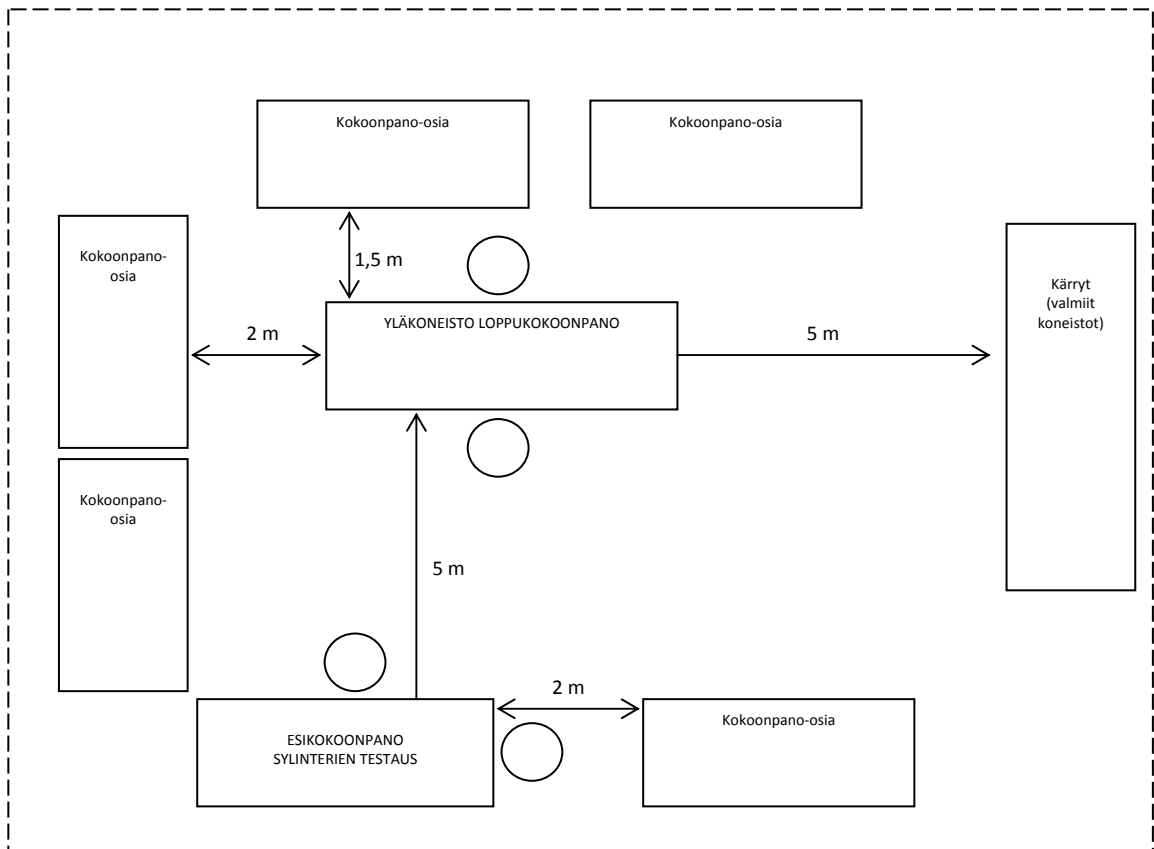 Kokoonpano-osia
Kokoonpano-osia
Kokoonpano-
osia
1,5 m
Kärryt
(valmiit
koneistot)
YLÄKONEISTO LOPPUKOKOONPANO
2 m
5 m
Kokoonpano-
osia
5 m
2 m
Kokoonpano-osia
ESIKOKOONPANO
SYLINTERIEN TESTAUS